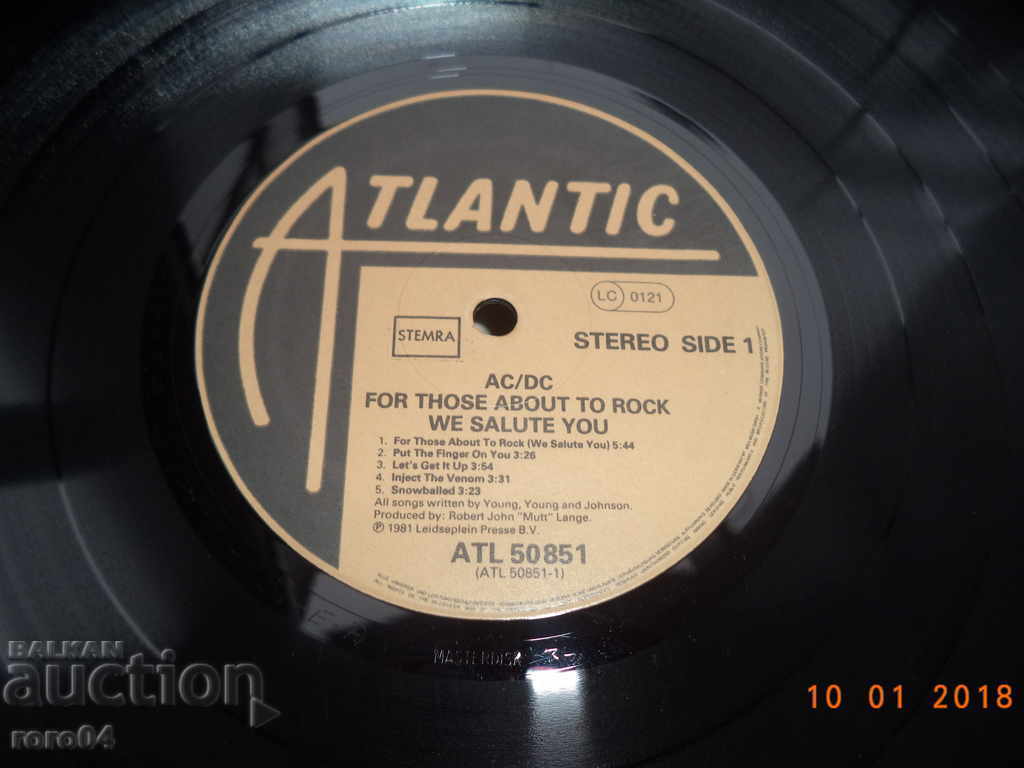 ATLANTIC
LC 0121
STEMRA
STEREO SIDE 1
AC/DC
FOR THOSE ABOUT TO ROCK
WE SALUTE YOU
1. For Those About To Rock (We Salute You) 5:44
2. Put The Finger On You 3:26
3. Let's Get It Up 3:54
4. Inject The Venom 3:31
5. Snowballed 3:23
All songs written by Young, Young and Johnson.
Produced by: Robert John "Mutt" Lange.
℗ 1981 Leidseplein Presse B.V.
ATL 50851
(ATL 50851-1)
MASTERDISK
BALKAN
auction
roro04
10 01 2018